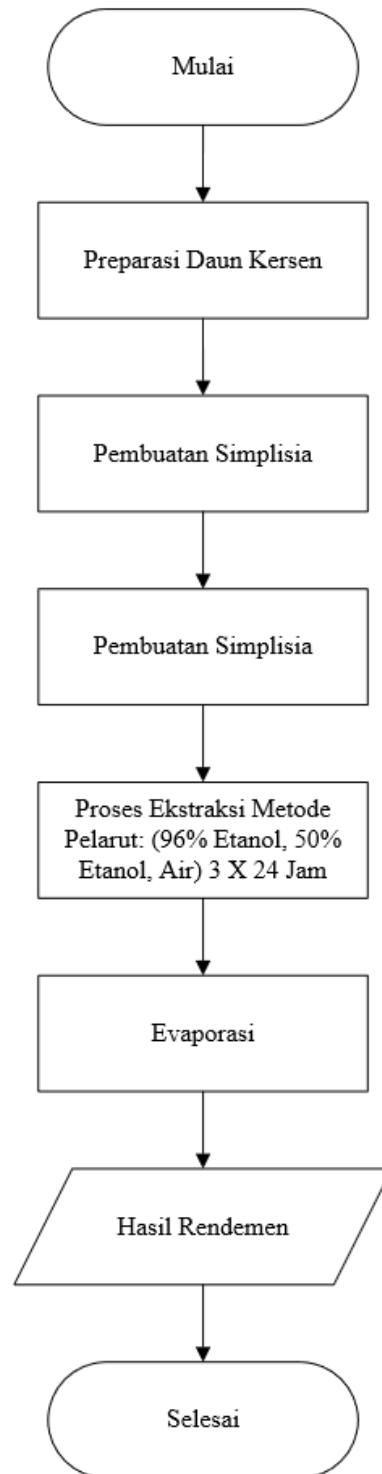 Mulai
Preparasi Daun Kersen
Pembuatan Simplisia
Pembuatan Simplisia
Proses Ekstraksi Metode
Pelarut: (96% Etanol, 50%
Etanol, Air) 3 X 24 Jam
Evaporasi
Hasil Rendemen
Selesai